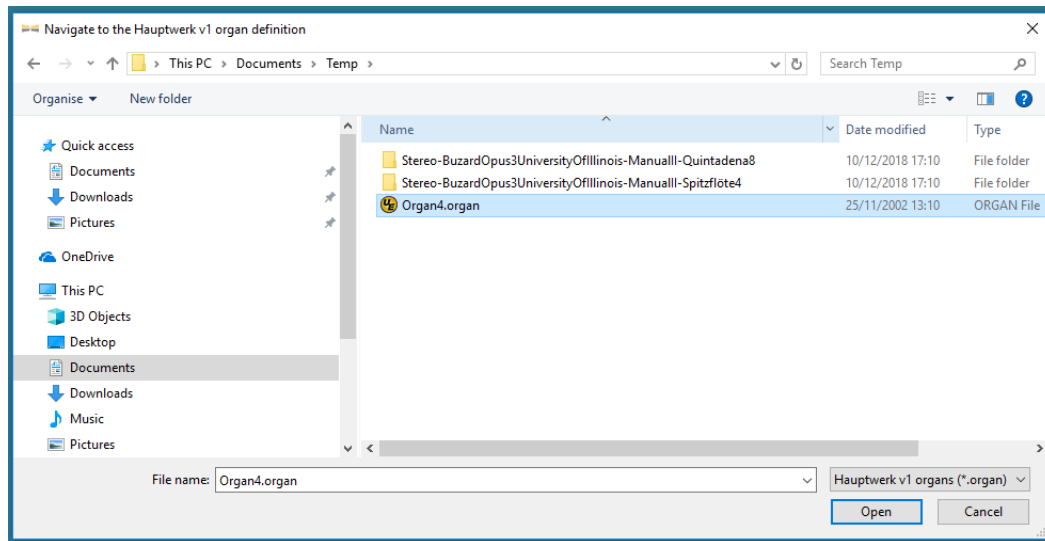 Navigate to the Hauptwerk v1 organ definition
This PC > Documents > Temp >
Search Temp
Organise
New folder
?
Quick access
Documents
Downloads
Pictures
OneDrive
This PC
3D Objects
Desktop
Documents
Downloads
Music
Pictures
Name Date modified Type
Stereo-BuzardOpus3UniversityOfIllinois-ManualII-Quintadena8 10/12/2018 17:10 File folder
Stereo-BuzardOpus3UniversityOfIllinois-ManualII-Spitzflöte4 10/12/2018 17:10 File folder
Organ4.organ 25/11/2002 13:10 ORGAN File
File name: Organ4.organ
Hauptwerk v1 organs (*.organ)
Open
Cancel